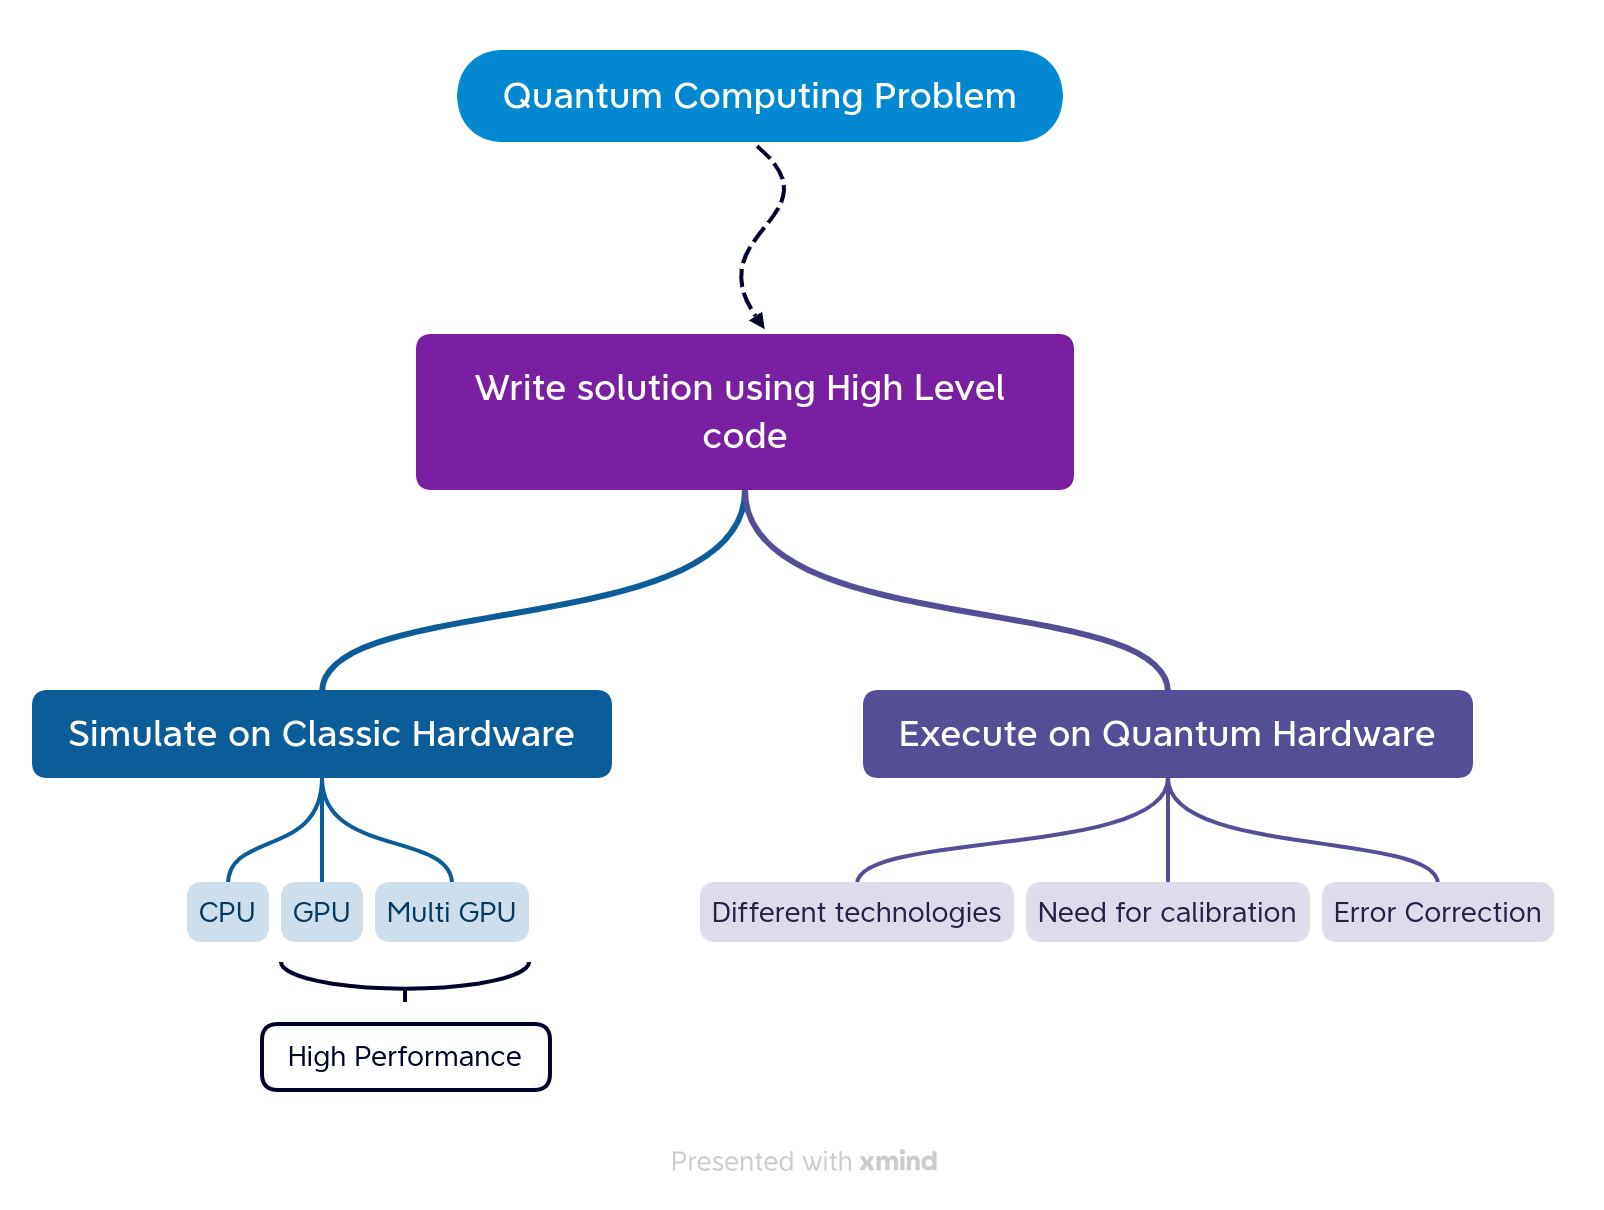 Quantum Computing Problem
Write solution using High Level
code
Simulate on Classic Hardware
Execute on Quantum Hardware
CPU
GPU
Multi GPU
Different technologies
Need for calibration
Error Correction
High Performance
Presented with xmind